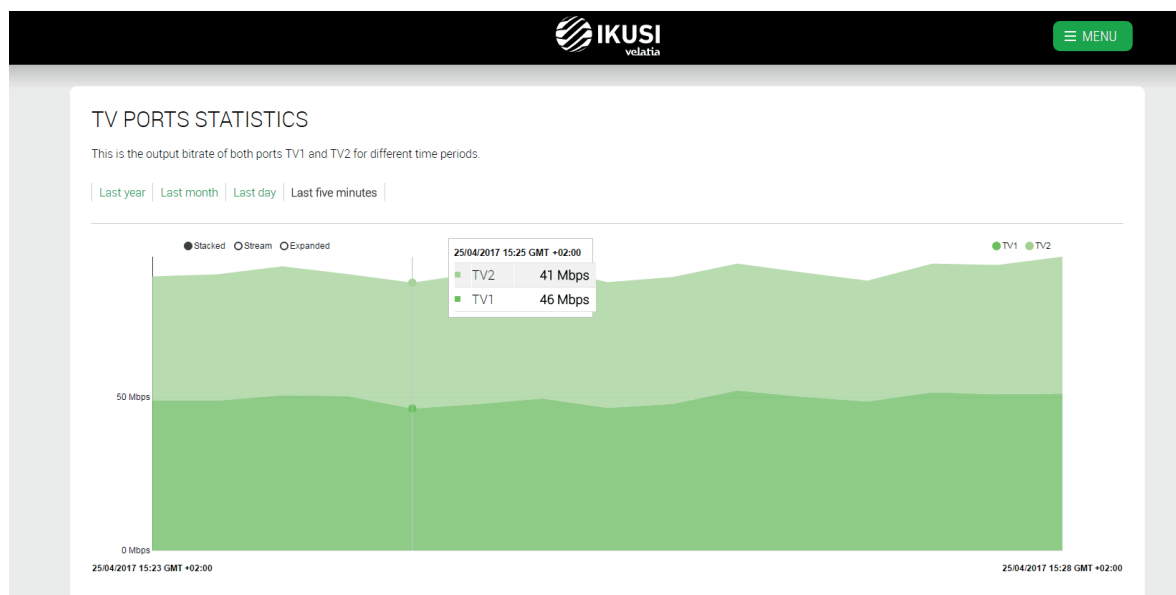 IKUSI
velatia
☰ MENU
TV PORTS STATISTICS
This is the output bitrate of both ports TV1 and TV2 for different time periods.
Last year Last month Last day Last five minutes
Stacked Stream Expanded
TV1 TV2
25/04/2017 15:25 GMT +02:00
TV2 41 Mbps
TV1 46 Mbps
50 Mbps
0 Mbps
25/04/2017 15:23 GMT +02:00
25/04/2017 15:28 GMT +02:00